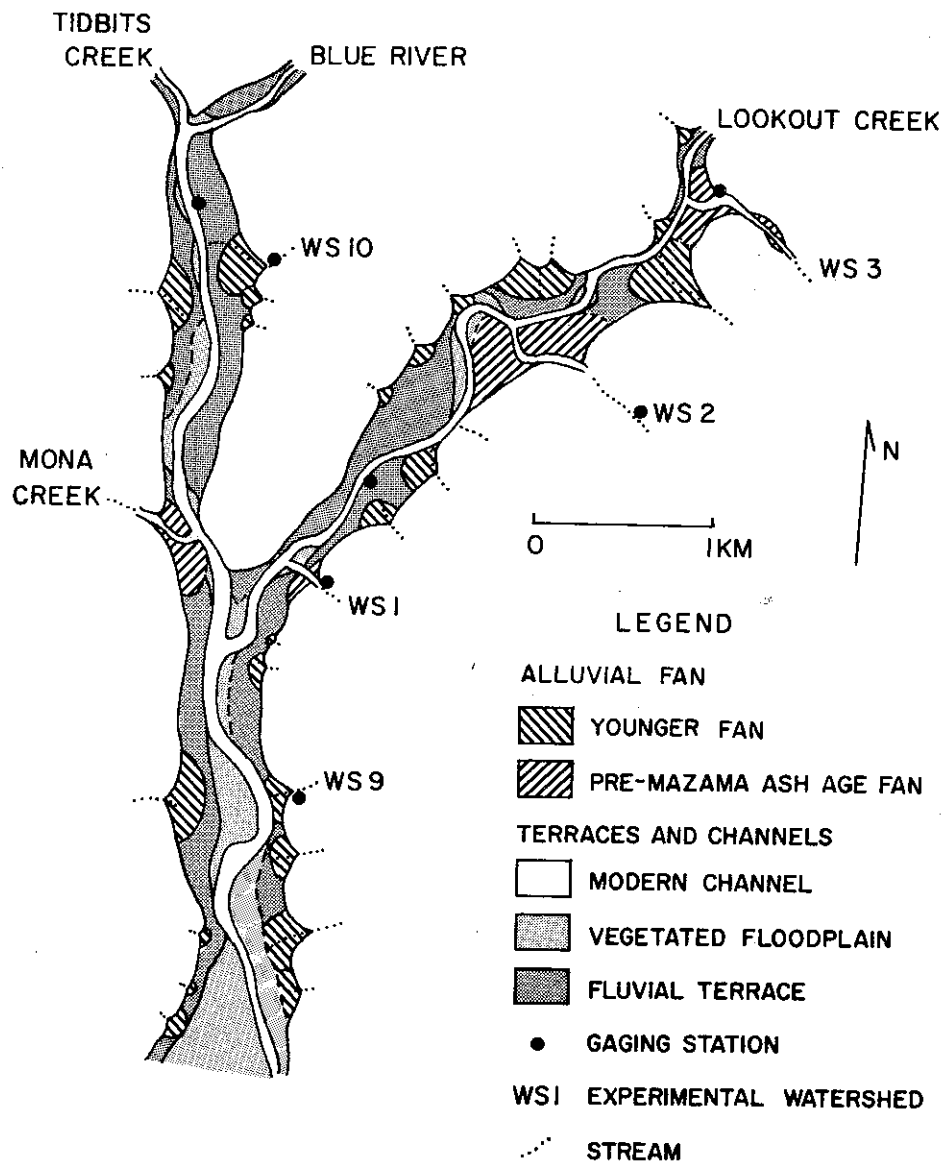 TIDBITS
CREEK
BLUE RIVER
LOOKOUT CREEK
WS 10
WS 3
WS 2
MONA
CREEK
N
0 1KM
WS 1
WS 9
LEGEND
ALLUVIAL FAN
YOUNGER FAN
PRE-MAZAMA ASH AGE FAN
TERRACES AND CHANNELS
MODERN CHANNEL
VEGETATED FLOODPLAIN
FLUVIAL TERRACE
GAGING STATION
WS1 EXPERIMENTAL WATERSHED
STREAM